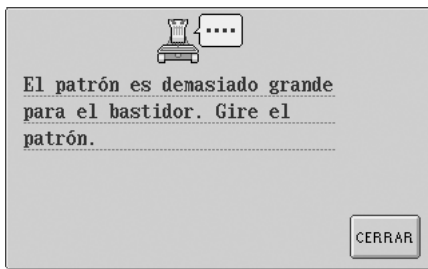 ....
El patrón es demasiado grande
para el bastidor. Gire el
patrón.
CERRAR